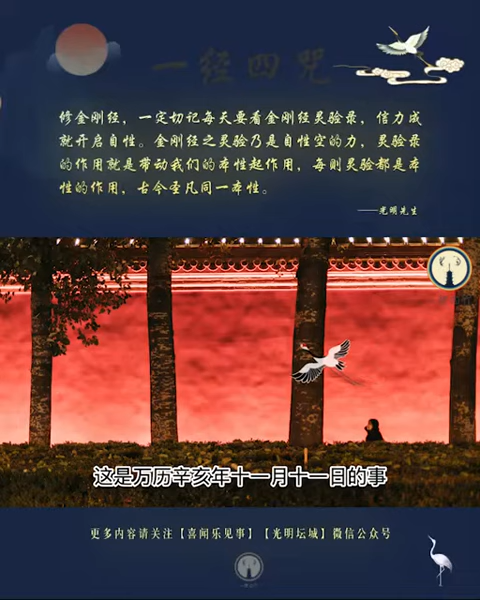 一经四咒
修金刚经，一定切记每天要看金刚经灵验录，信力成
就开启自性。金刚经之灵验乃是自性空的力，灵验录
的作用就是带动我们的本性起作用，每则灵验都是本
性的作用，古今圣凡同一本性。
——光明先生
这是万历辛亥年十一月十一日的事
更多内容请关注【喜闻乐见事】【光明坛城】微信公众号